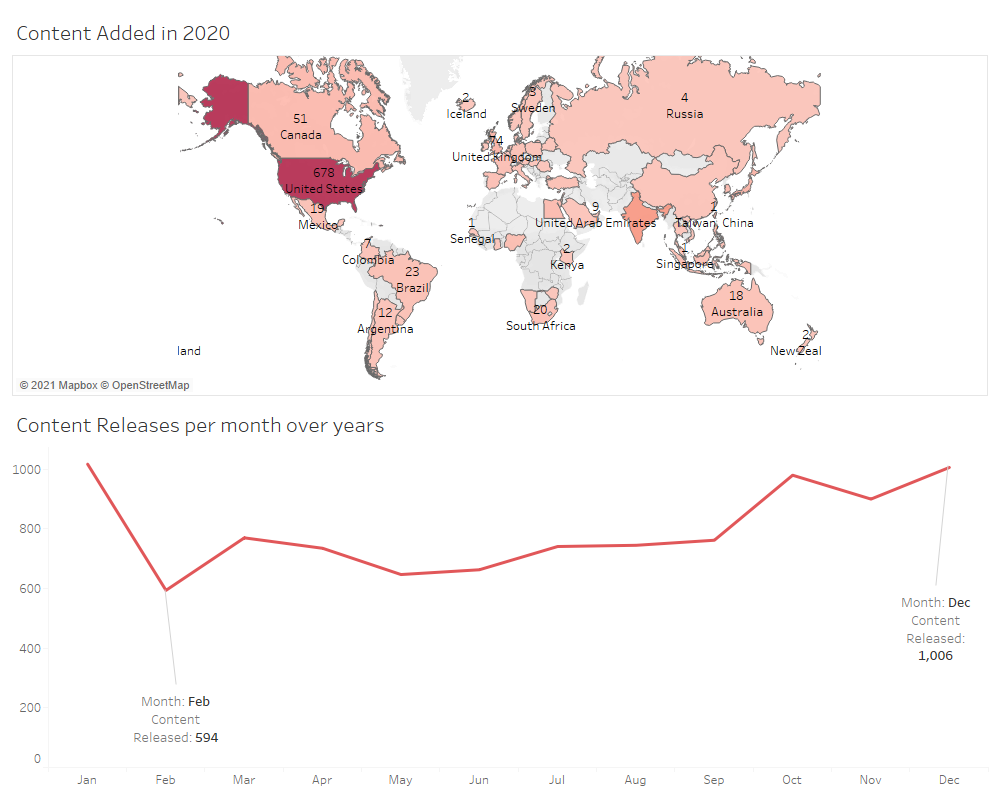 Content Added in 2020
2
Iceland
3
Sweden
4
Russia
51
Canada
74
United Kingdom
678
United States
19
Mexico
1
Senegal
9
United Arab Emirates
Taiwan, China
7
Colombia
2
Kenya
Singapore
23
Brazil
12
Argentina
20
South Africa
18
Australia
2
New Zeal
land
© 2021 Mapbox © OpenStreetMap
Content Releases per month over years
1000
800
600
400
200
0
Month: Feb
Content
Released: 594
Month: Dec
Content
Released:
1,006
Jan Feb Mar Apr May Jun Jul Aug Sep Oct Nov Dec